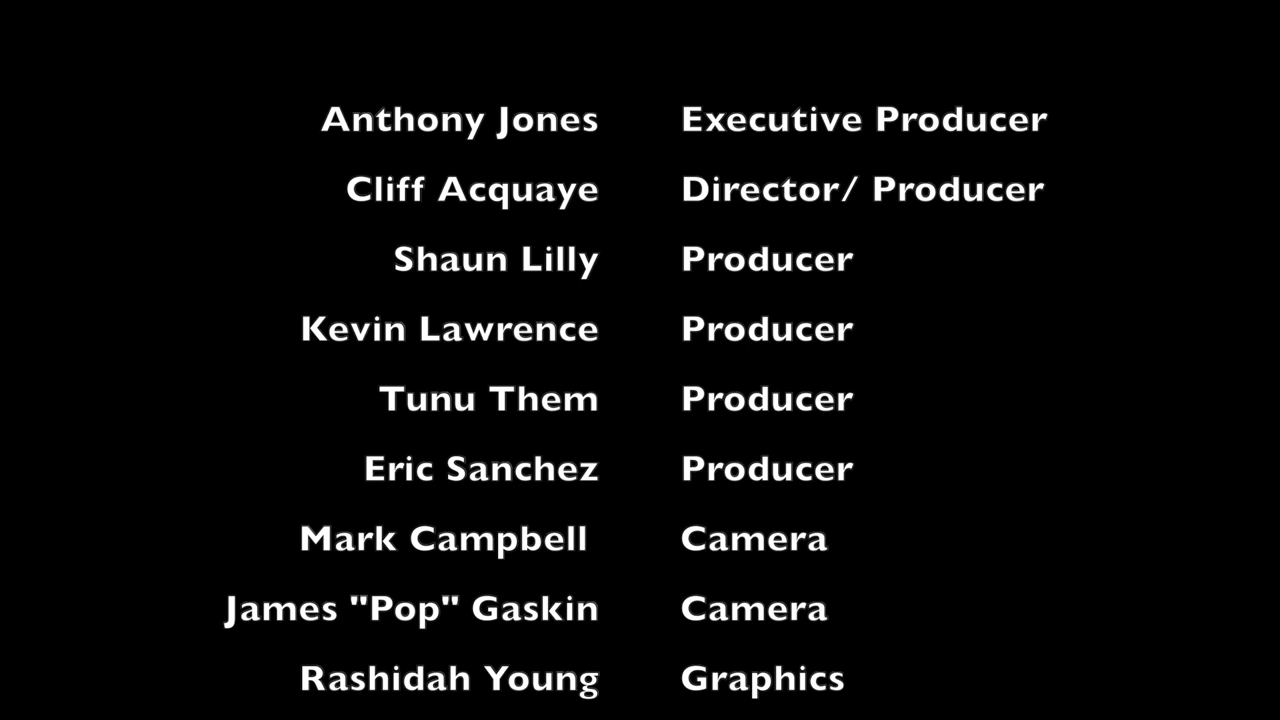 Anthony Jones Executive Producer
Cliff Acquaye Director/ Producer
Shaun Lilly Producer
Kevin Lawrence Producer
Tunu Them Producer
Eric Sanchez Producer
Mark Campbell Camera
James "Pop" Gaskin Camera
Rashidah Young Graphics